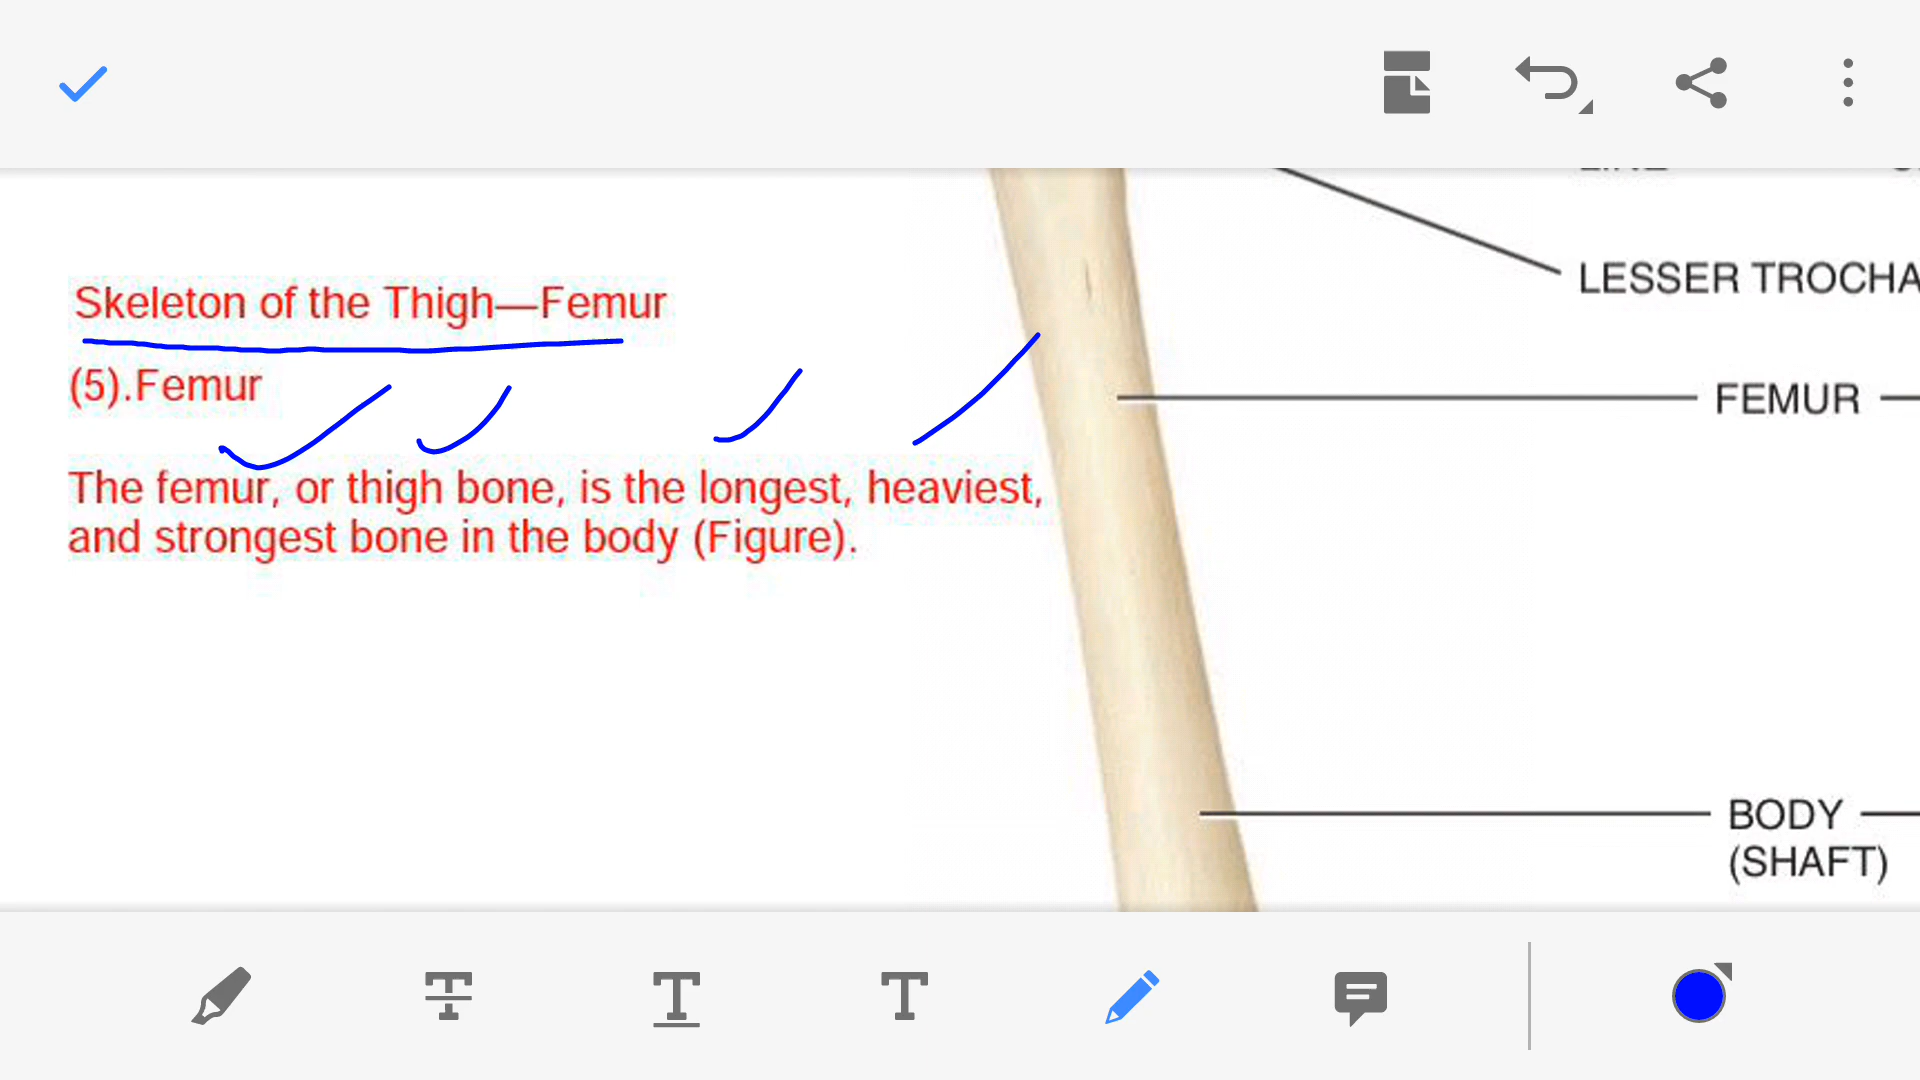 Skeleton of the Thigh—Femur
(5).Femur
The femur, or thigh bone, is the longest, heaviest,
and strongest bone in the body (Figure).
LESSER TROCHA
FEMUR
BODY
(SHAFT)